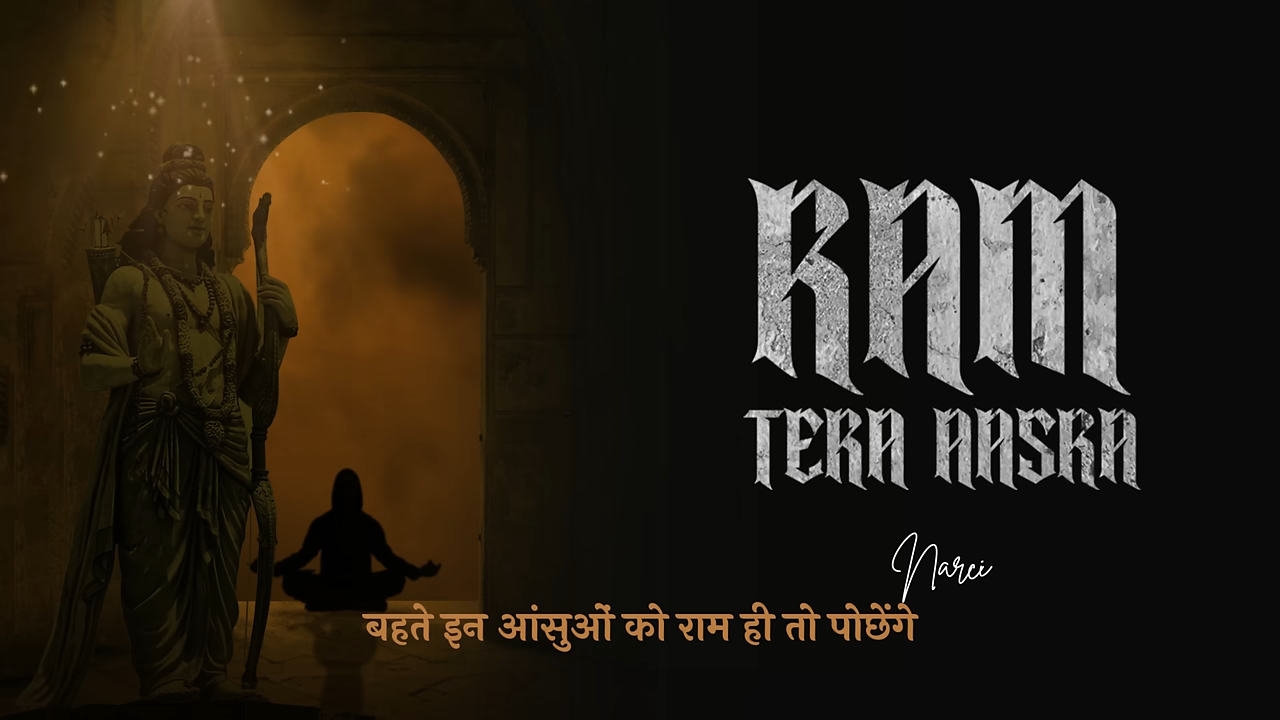 RAM
TERA AASRA
Narci
बहते इन आंसुओं को राम ही तो पोछेंगे